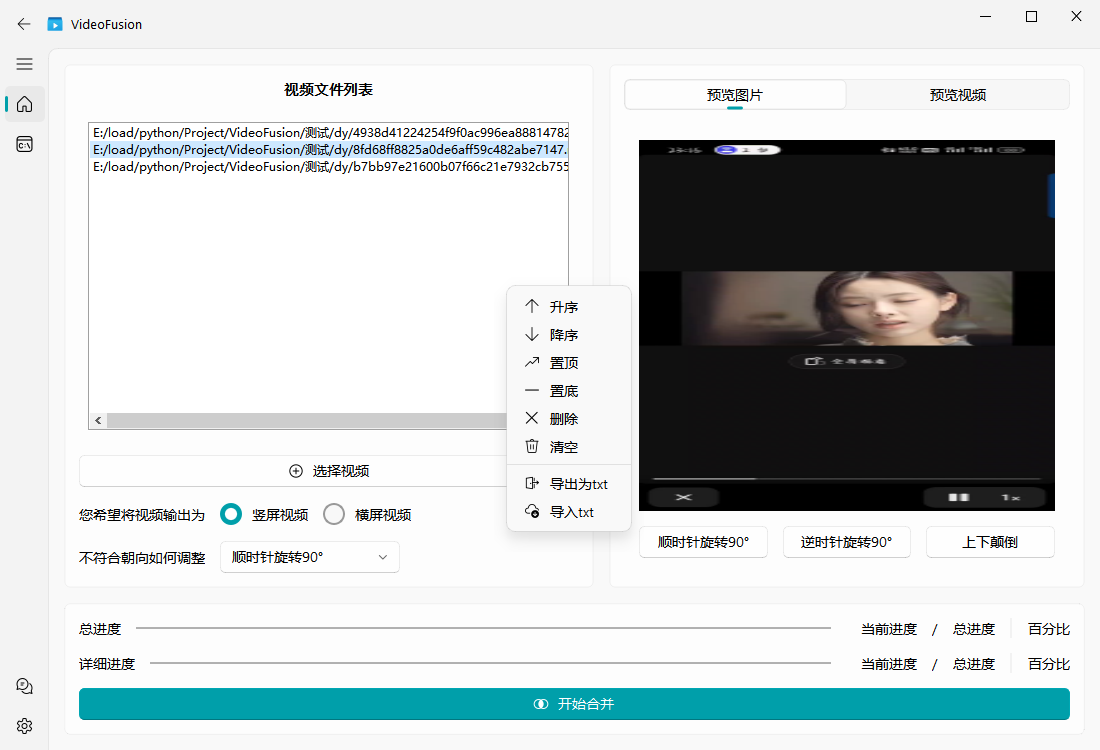 VideoFusion
视频文件列表
E:/load/python/Project/VideoFusion/测试/dy/4938d41224254f9f0ac996ea88814782
E:/load/python/Project/VideoFusion/测试/dy/8fd68ff8825a0de6aff59c482abe7147.
E:/load/python/Project/VideoFusion/测试/dy/b7bb97e21600b07f66c21e7932cb755
升序
降序
置顶
置底
删除
清空
导出为txt
导入txt
选择视频
您希望将视频输出为 竖屏视频 横屏视频
不符合朝向如何调整 顺时针旋转90°
预览图片 预览视频
1x
顺时针旋转90° 逆时针旋转90° 上下颠倒
总进度 当前进度 / 总进度 百分比
详细进度 当前进度 / 总进度 百分比
开始合并